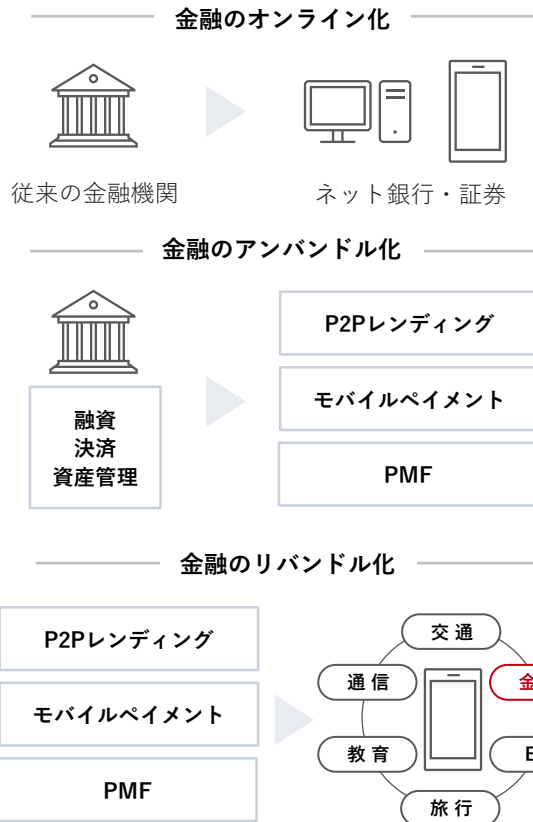 金融のオンライン化
従来の金融機関
ネット銀行・証券
金融のアンバンドル化
融資
決済
資産管理
P2Pレンディング
モバイルペイメント
PMF
金融のリバンドル化
P2Pレンディング
モバイルペイメント
PMF
交通
通信
金
教育
E
旅行